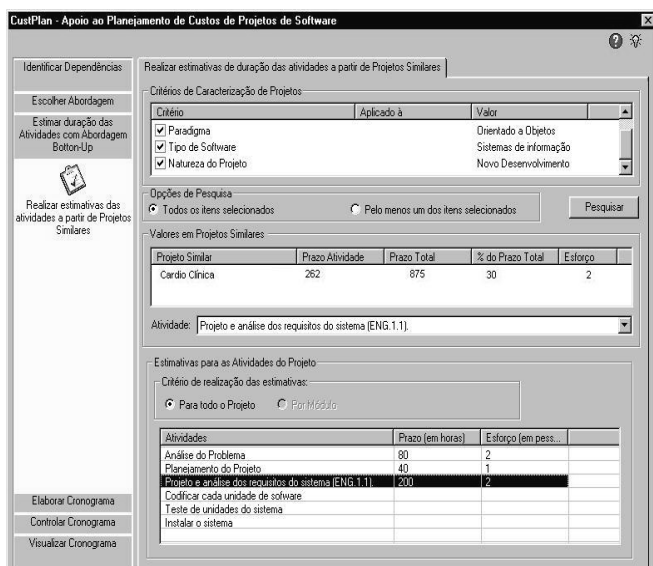 CustPlan - Apoio ao Planejamento de Custos de Projetos de Software
Identificar Dependências
Escolher Abordagem
Estimar duração das
Atividades com Abordagem
Botton-Up
Realizar estimativas das
atividades a partir de Projetos
Similares
Elaborar Cronograma
Controlar Cronograma
Visualizar Cronograma
Realizar estimativas de duração das atividades a partir de Projetos Similares
Critérios de Caracterização de Projetos
Critério Aplicado à Valor
Paradigma Orientado a Objetos
Tipo de Software Sistemas de informação
Natureza do Projeto Novo Desenvolvimento
Opções de Pesquisa
Todos os itens selecionados Pelo menos um dos itens selecionados Pesquisar
Valores em Projetos Similares
Projeto Similar Prazo Atividade Prazo Total % do Prazo Total Esforço
Cardio Clínica 262 875 30 2
Atividade: Projeto e análise dos requisitos do sistema (ENG.1.1).
Estimativas para as Atividades do Projeto
Critério de realização das estimativas:
Para todo o Projeto Por Módulo
Atividades Prazo (em horas) Esforço (em pess...
Análise do Problema 80 2
Planejamento do Projeto 40 1
Projeto e análise dos requisitos do sistema (ENG.1.1). 200 2
Codificar cada unidade de sofware
Teste de unidades do sistema
Instalar o sistema